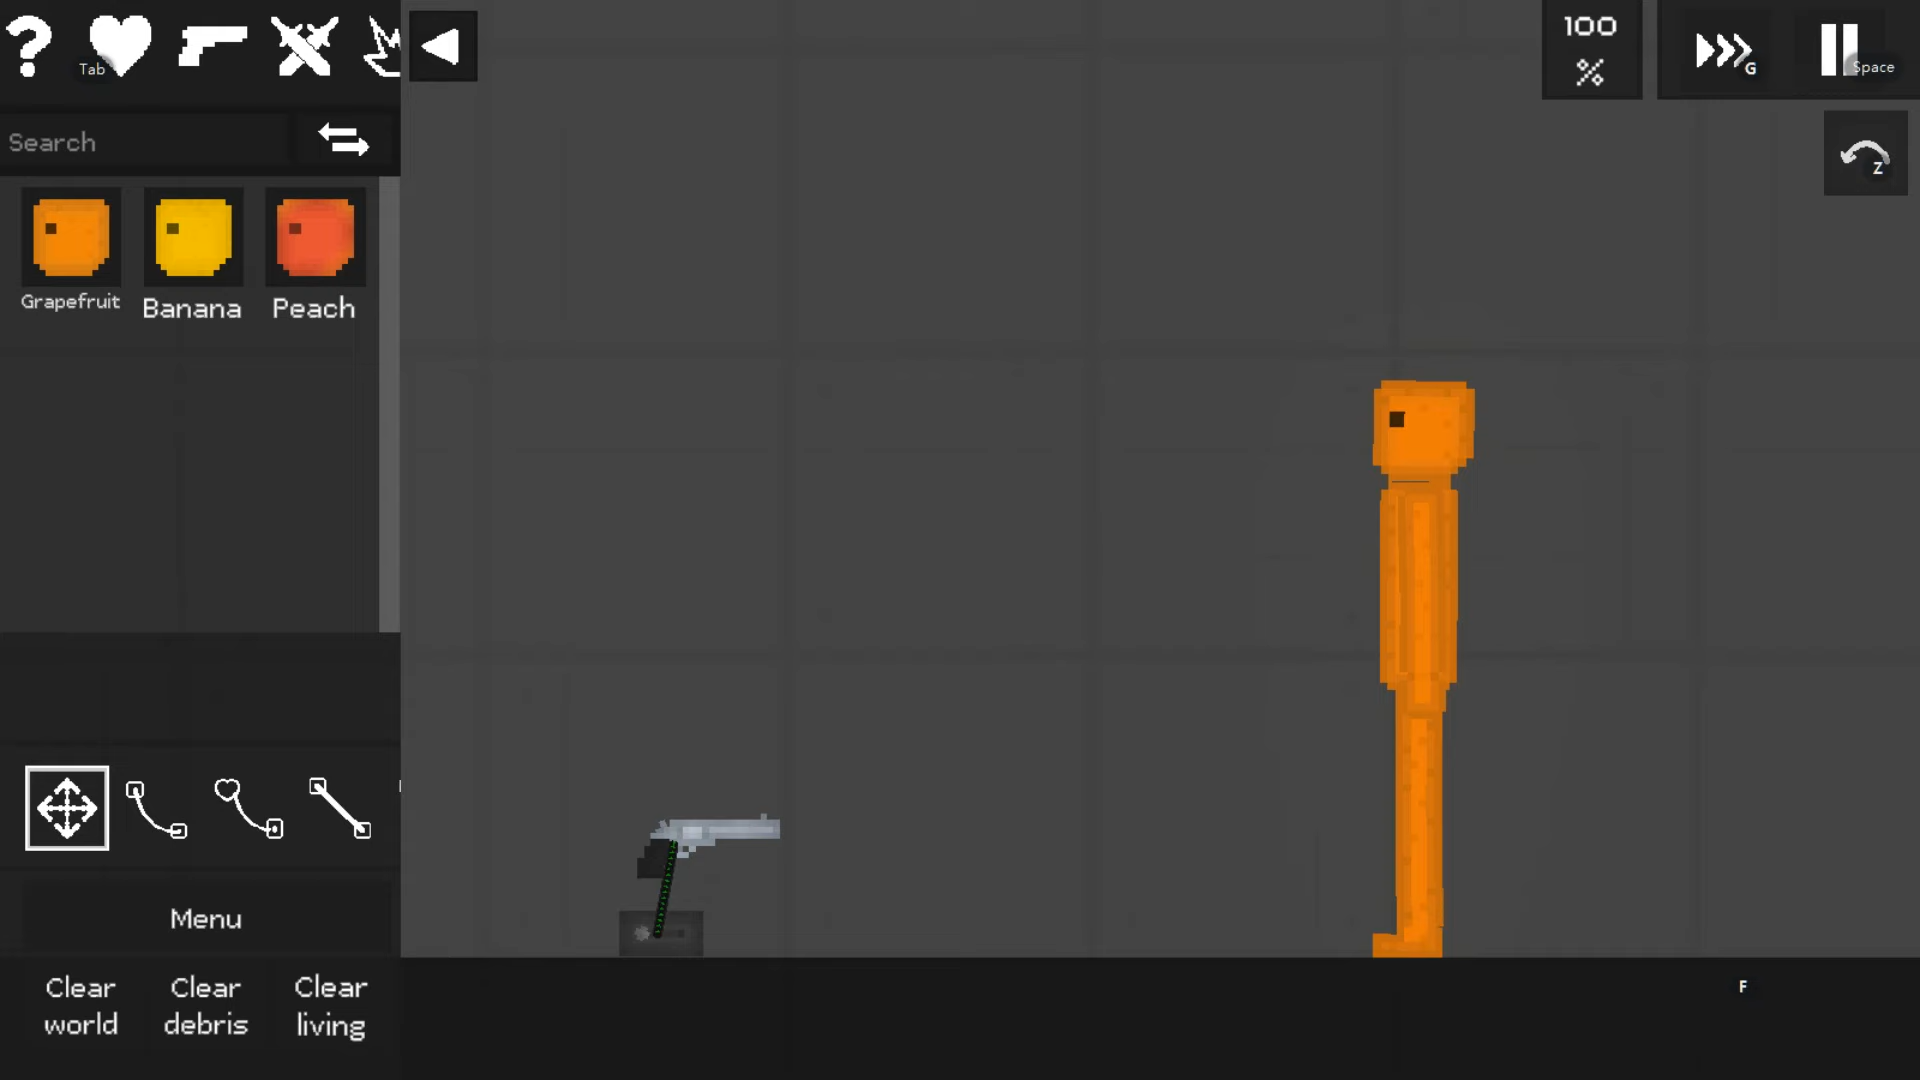 Tab
100
%
G
Space
Search
Z
Grapefruit
Banana
Peach
Menu
Clear world
Clear debris
Clear living
F